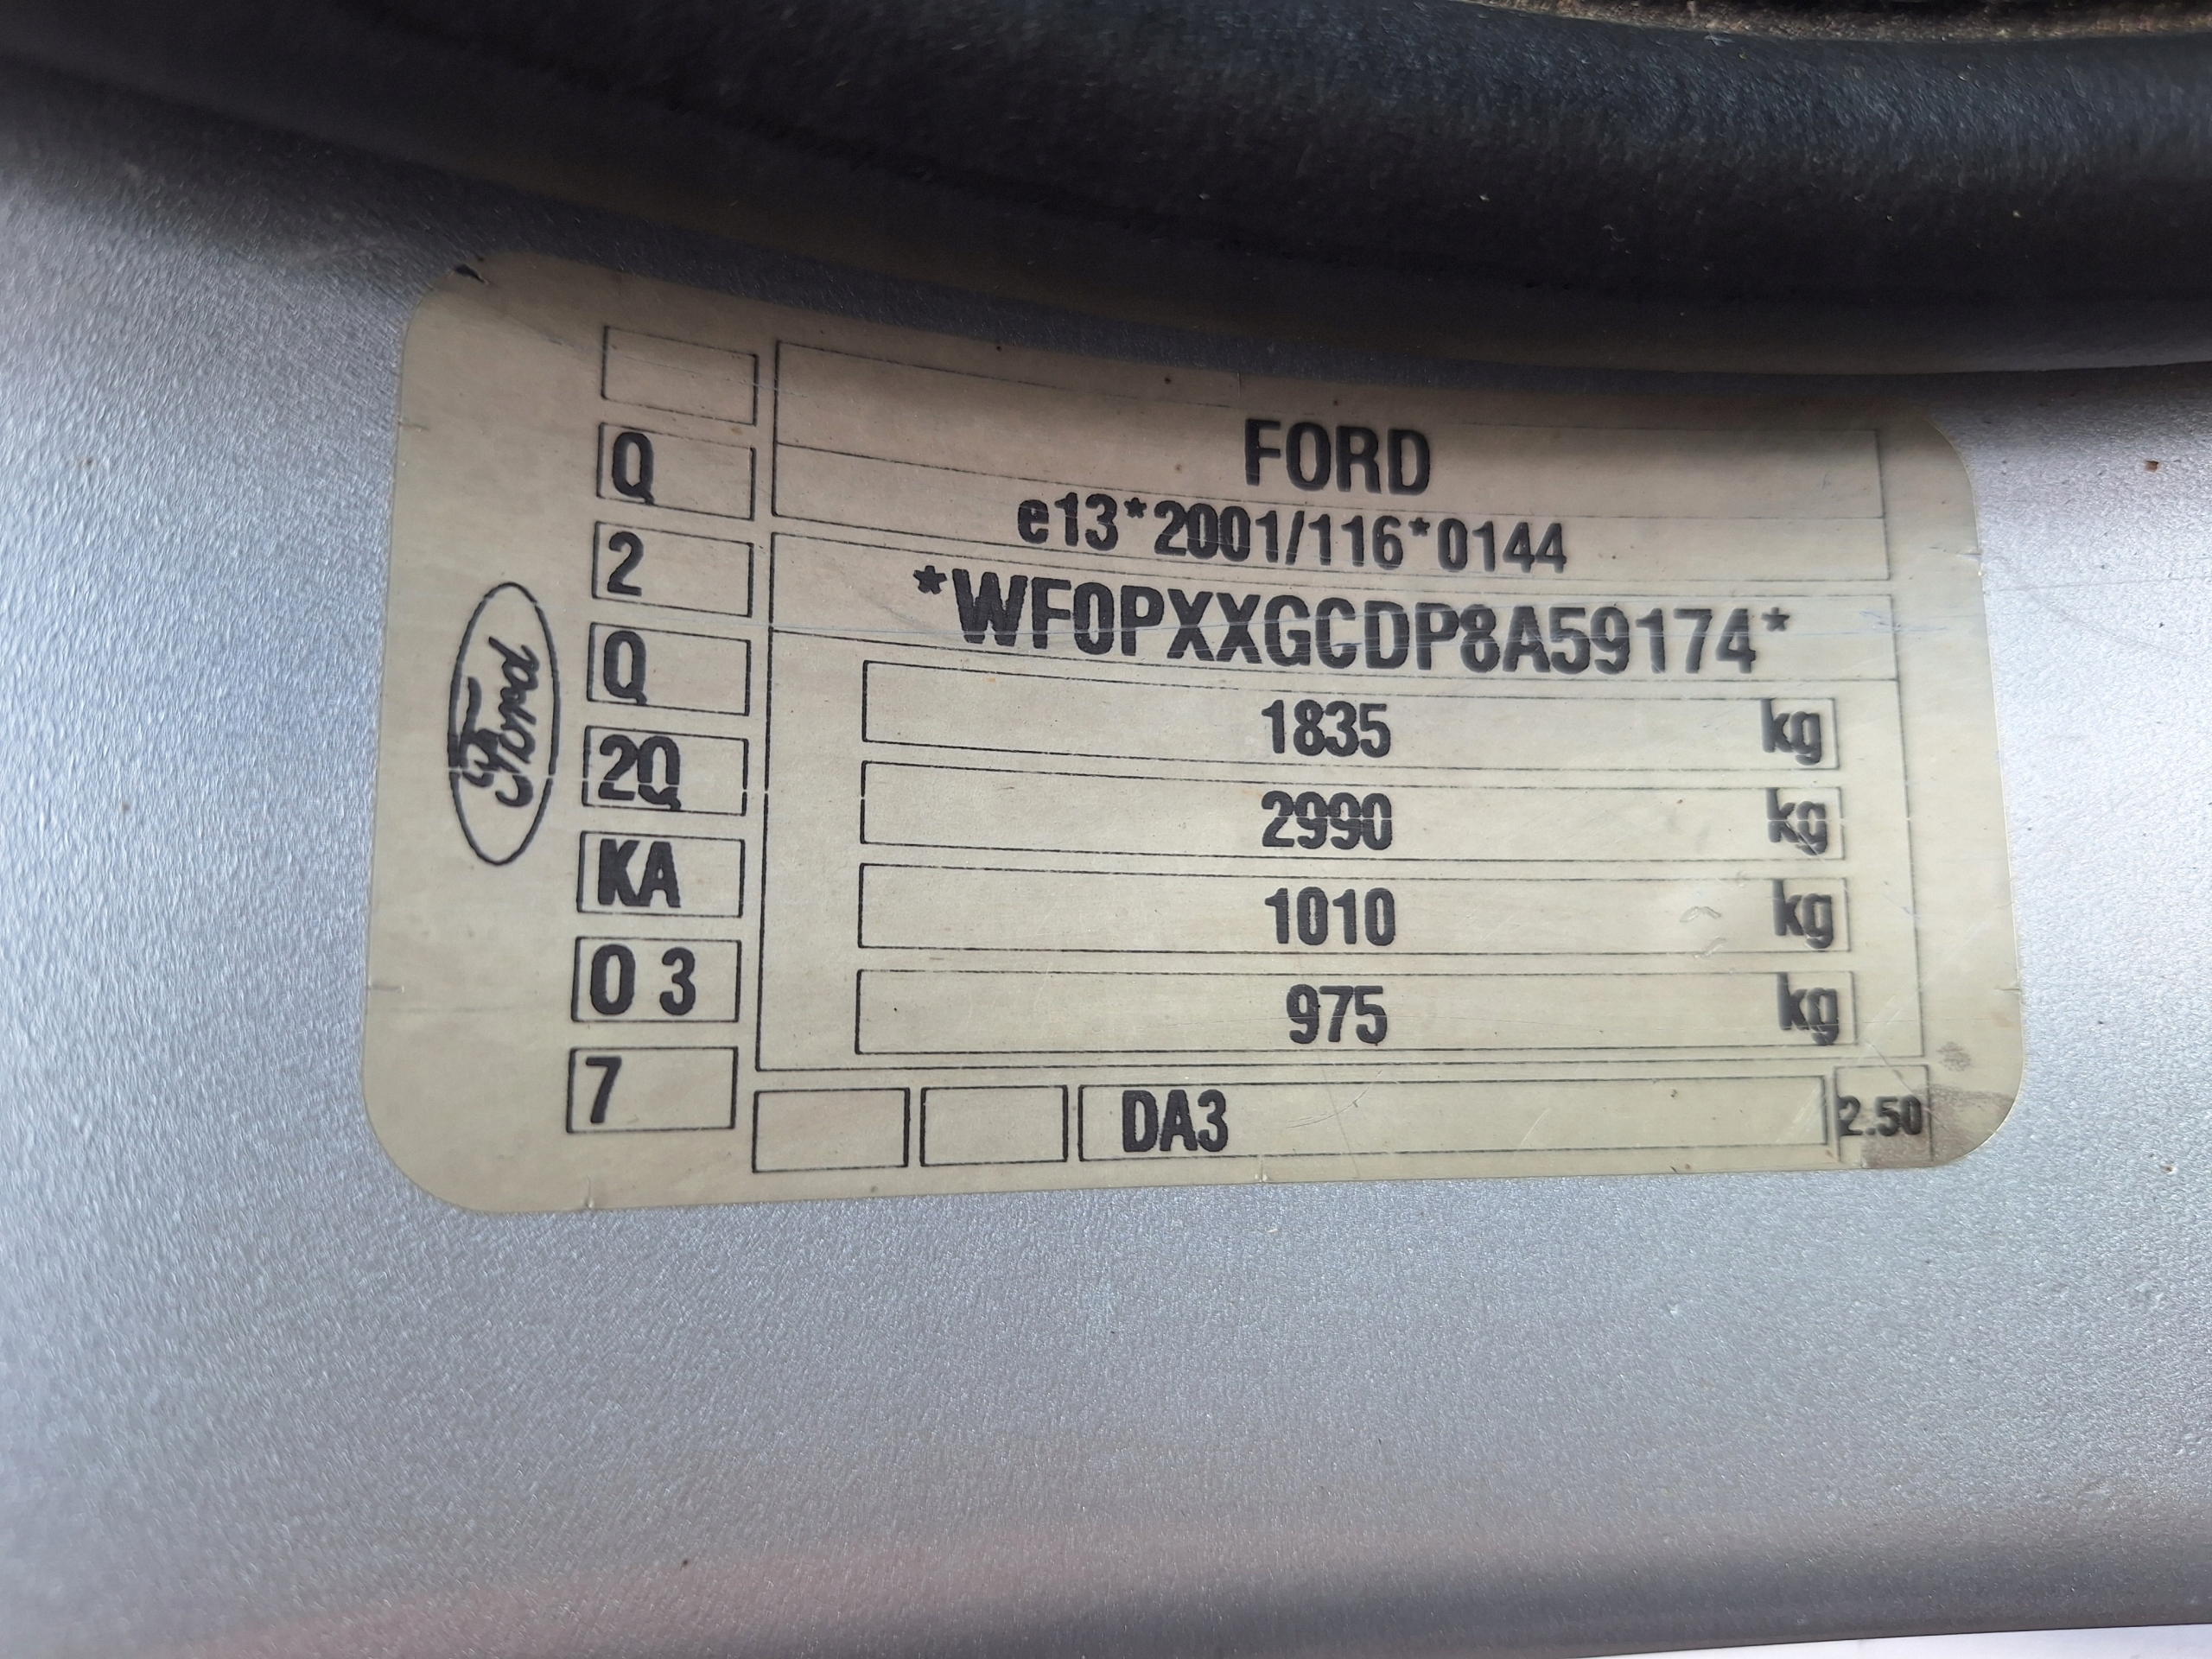 FORD
e13*2001/116*0144
*WF0PXXGCDP8A59174*
1835 kg
2990 kg
1010 kg
975 kg
DA3 2.50
Q
2
Q
2Q
KA
0 3
7
Ford